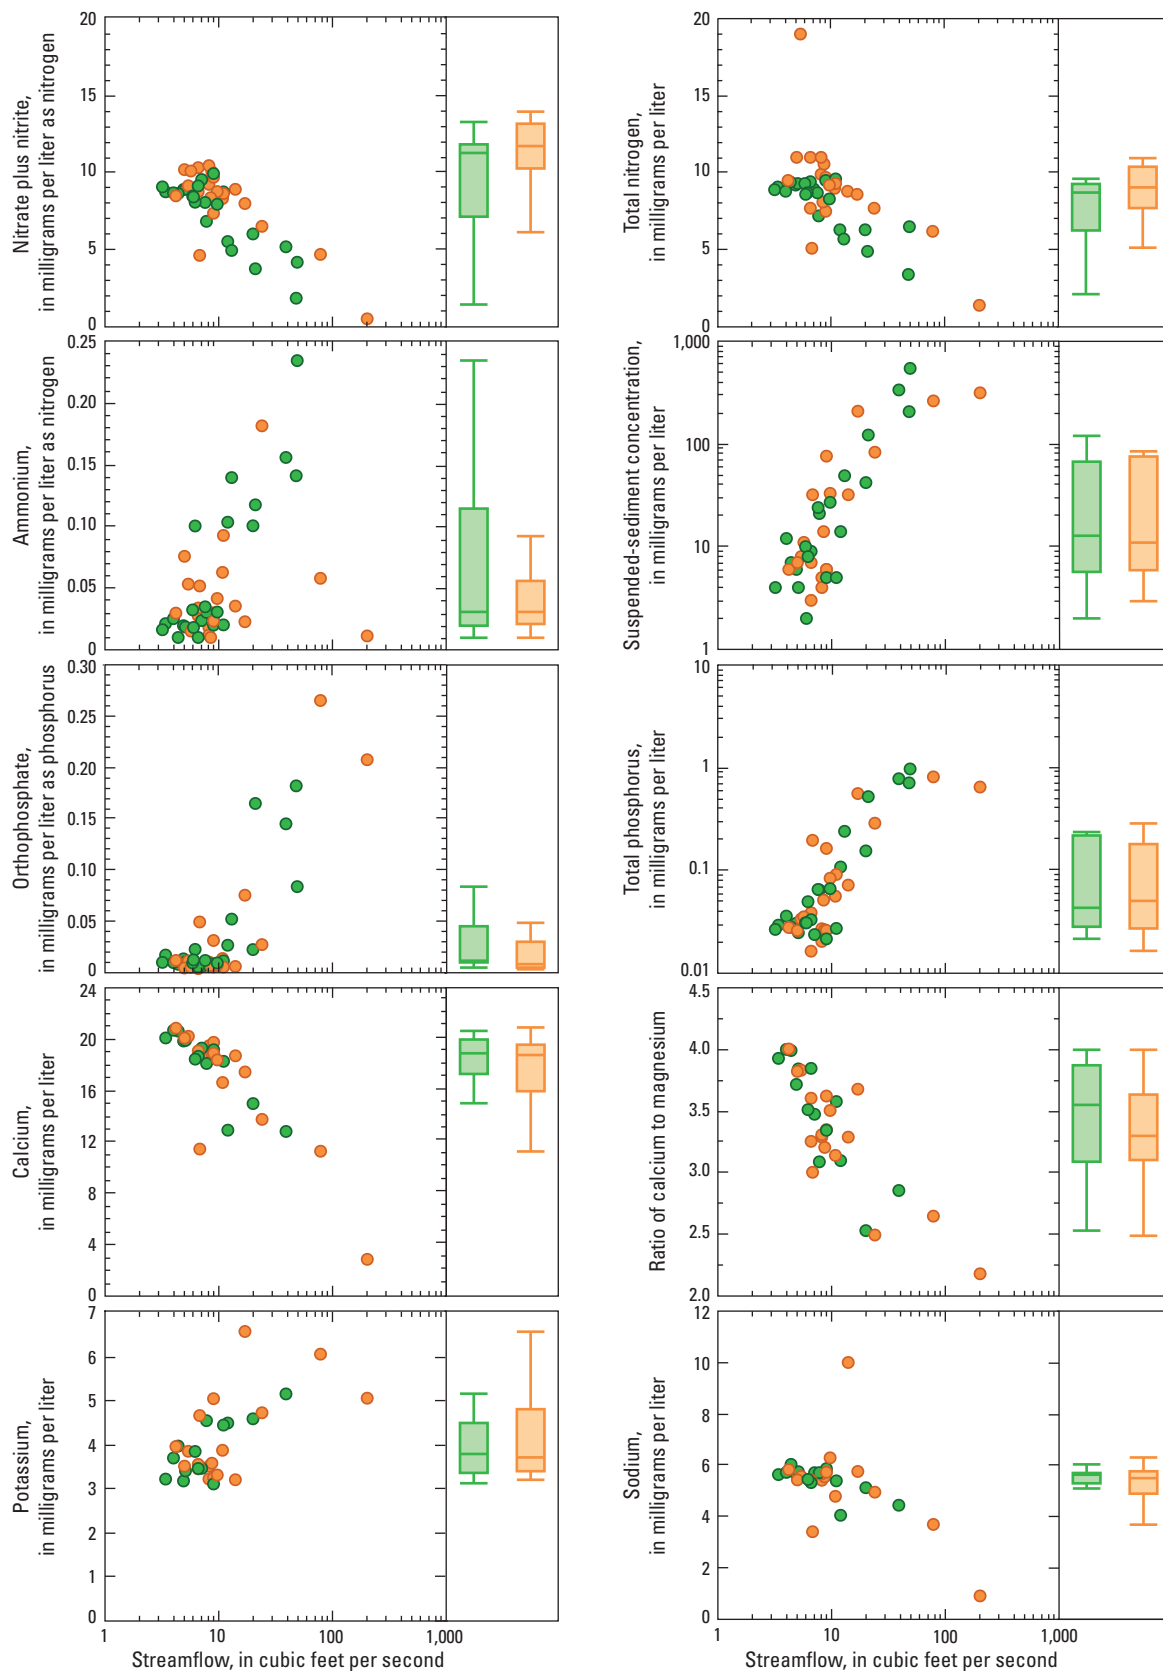 Nitrate plus nitrite,
in milligrams per liter as nitrogen
20
15
10
5
0
Total nitrogen,
in milligrams per liter
20
15
10
5
0
Ammonium,
in milligrams per liter as nitrogen
0.25
0.20
0.15
0.10
0.05
0
Suspended-sediment concentration,
in milligrams per liter
1,000
100
10
1
Orthophosphate,
in milligrams per liter as phosphorus
0.30
0.25
0.20
0.15
0.10
0.05
0
Total phosphorus,
in milligrams per liter
10
1
0.1
0.01
Calcium,
in milligrams per liter
24
20
16
12
8
4
0
Ratio of calcium to magnesium
4.5
4.0
3.5
3.0
2.5
2.0
Potassium,
in milligrams per liter
7
6
5
4
3
2
1
0
1 10 100 1,000
Streamflow, in cubic feet per second
Sodium,
in milligrams per liter
12
10
8
6
4
2
0
1 10 100 1,000
Streamflow, in cubic feet per second